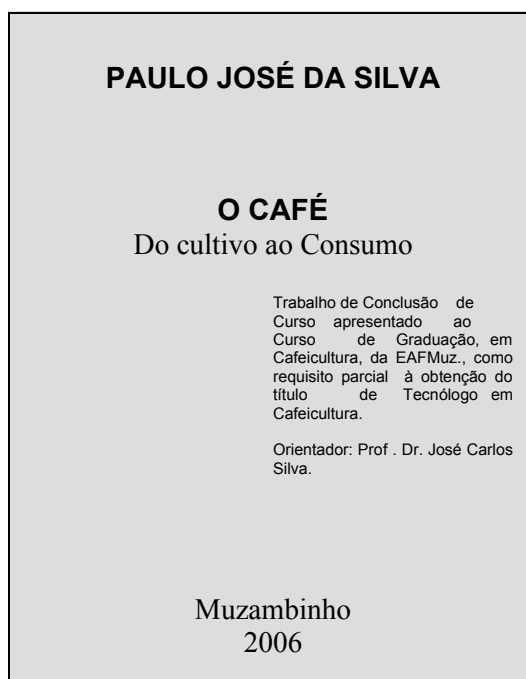 PAULO JOSÉ DA SILVA
O CAFÉ
Do cultivo ao Consumo
Trabalho de Conclusão de
Curso apresentado ao
Curso de Graduação, em
Cafeicultura, da EAFMuz., como
requisito parcial à obtenção do
título de Tecnólogo em
Cafeicultura.
Orientador: Prof . Dr. José Carlos
Silva.
Muzambinho
2006